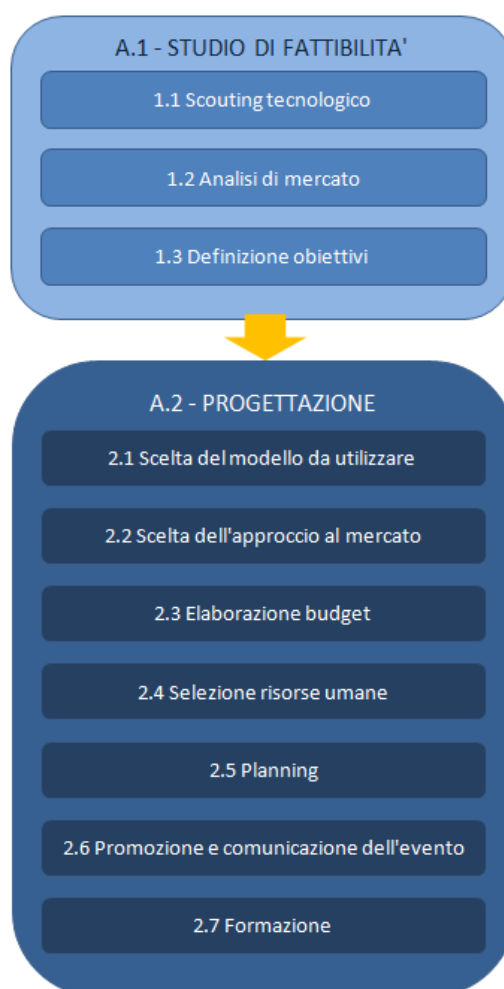 A.1 - STUDIO DI FATTIBILITA'
1.1 Scouting tecnologico
1.2 Analisi di mercato
1.3 Definizione obiettivi
A.2 - PROGETTAZIONE
2.1 Scelta del modello da utilizzare
2.2 Scelta dell'approccio al mercato
2.3 Elaborazione budget
2.4 Selezione risorse umane
2.5 Planning
2.6 Promozione e comunicazione dell'evento
2.7 Formazione